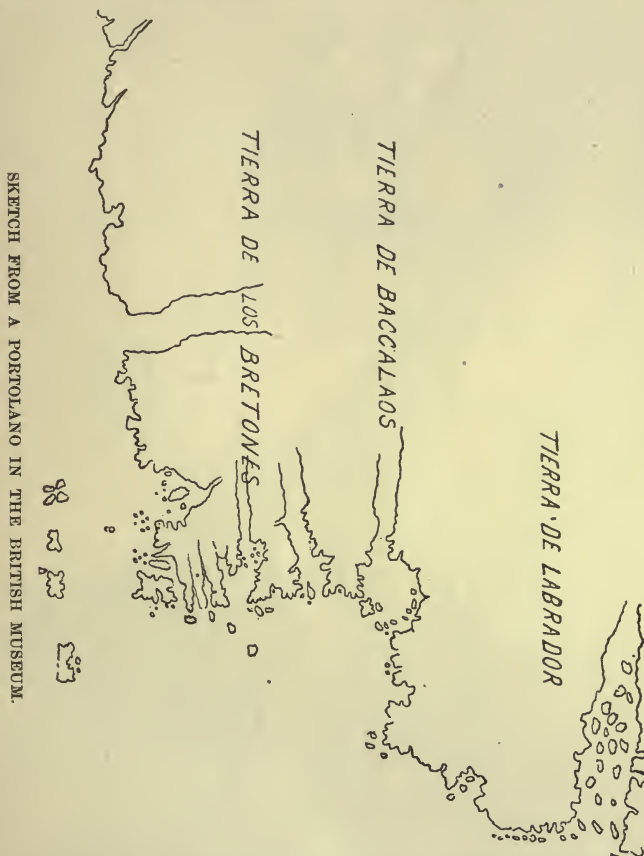 TIERRA DE LABRADOR
TIERRA DE BACCALAOS
TIERRA DE LOS BRETONES
SKETCH FROM A PORTOLANO IN THE BRITISH MUSEUM.